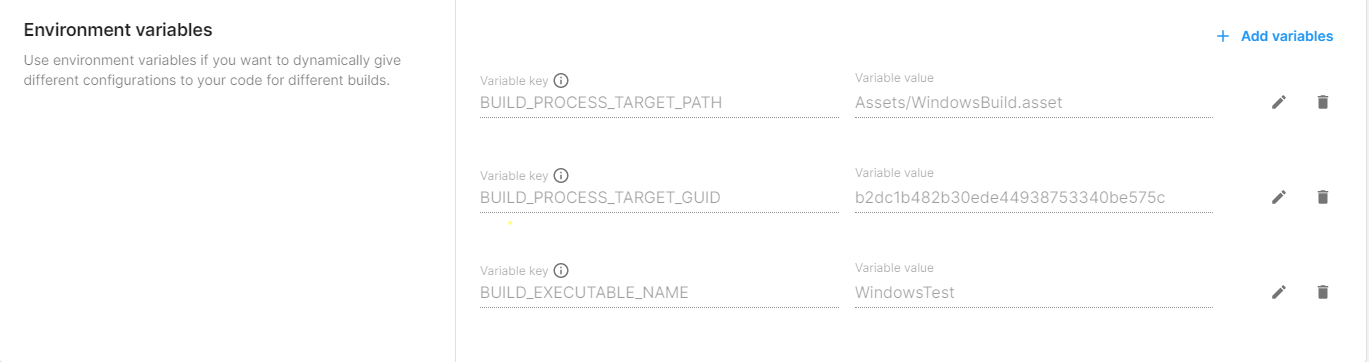 Environment variables
Use environment variables if you want to dynamically give
different configurations to your code for different builds.
+ Add variables
Variable key
Variable value
BUILD_PROCESS_TARGET_PATH
Assets/WindowsBuild.asset
Variable key
Variable value
BUILD_PROCESS_TARGET_GUID
b2dc1b482b30ede44938753340be575c
Variable key
Variable value
BUILD_EXECUTABLE_NAME
WindowsTest